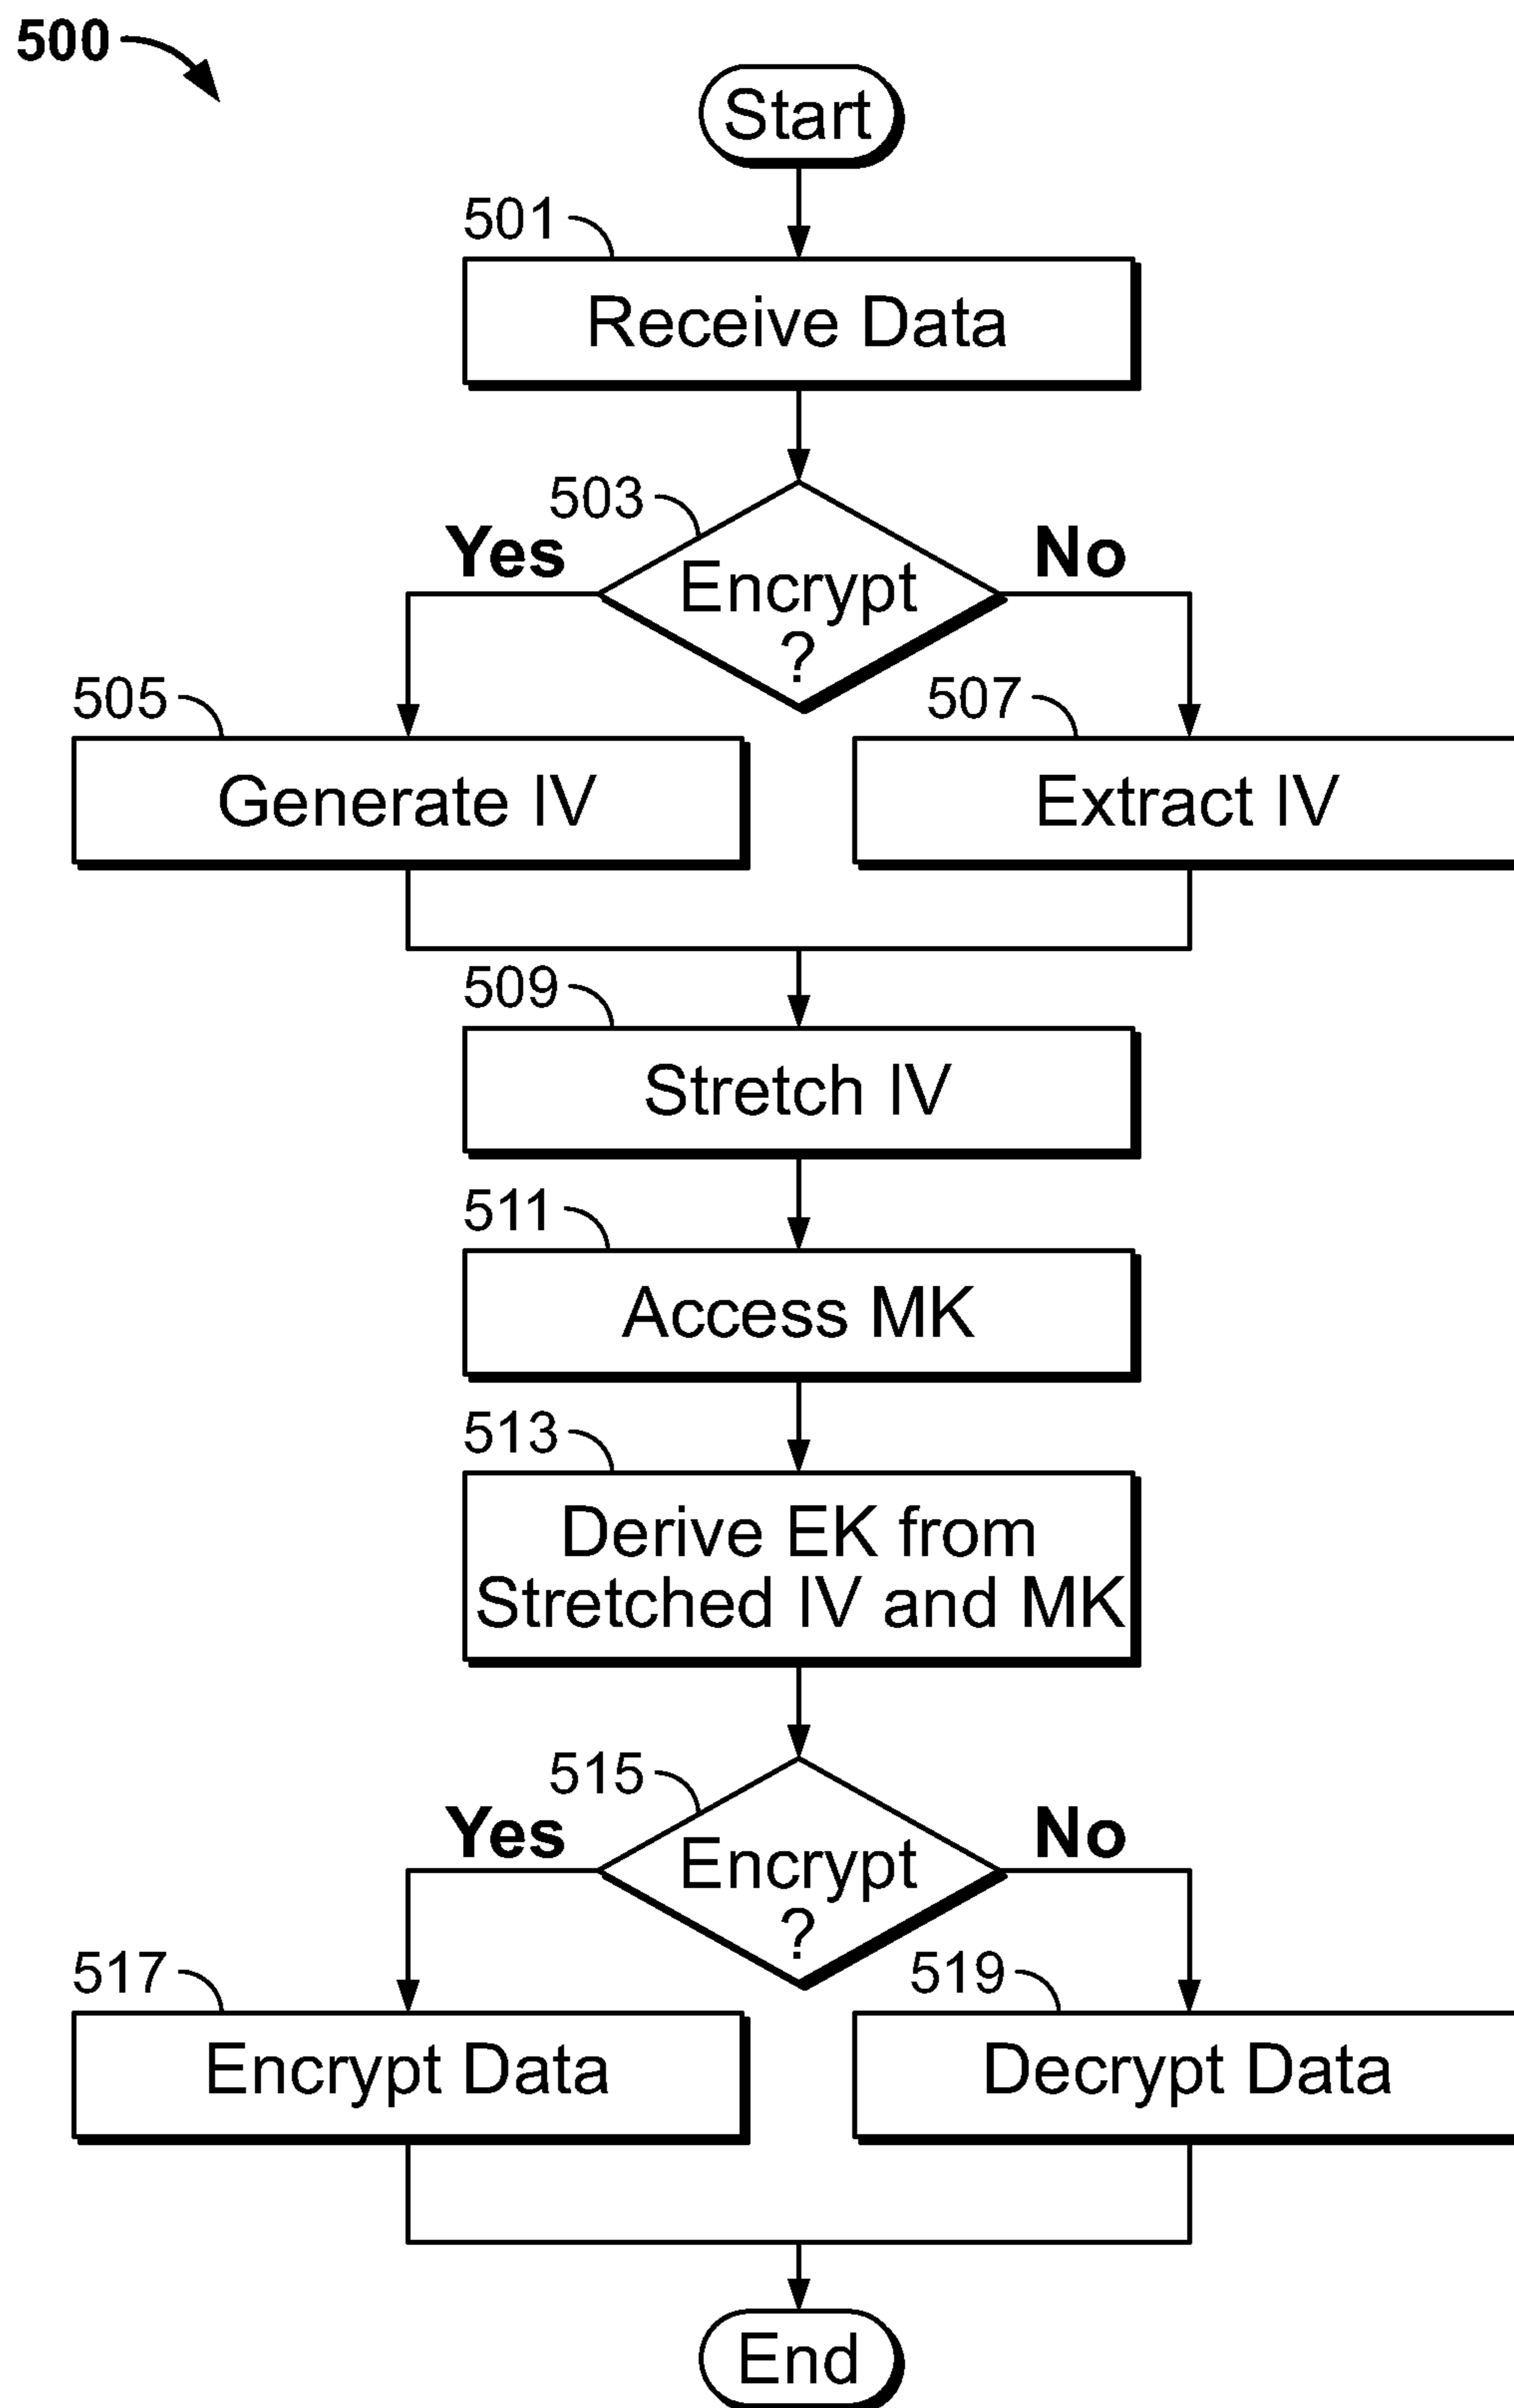 500
Start
501
Receive Data
503
Yes
No
Encrypt
?
505
507
Generate IV
Extract IV
509
Stretch IV
511
Access MK
513
Derive EK from
Stretched IV and MK
515
Yes
No
Encrypt
?
517
519
Encrypt Data
Decrypt Data
End